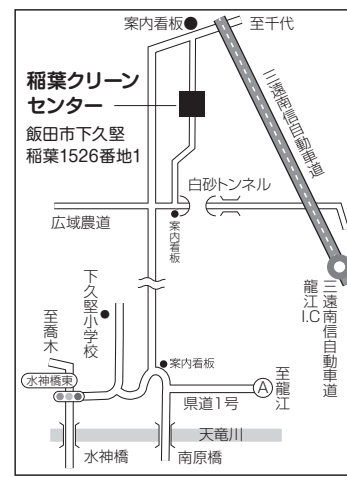 案内看板
至千代
稲葉クリーン
センター
飯田市下久堅
稲葉1526番地1
三遠南信自動車道
白砂トンネル
広域農道
案内看板
三遠南信自動車道
龍江I.C
下久堅小学校
至喬木
水神橋東
案内看板
至龍江
A
県道1号
天竜川
水神橋
南原橋